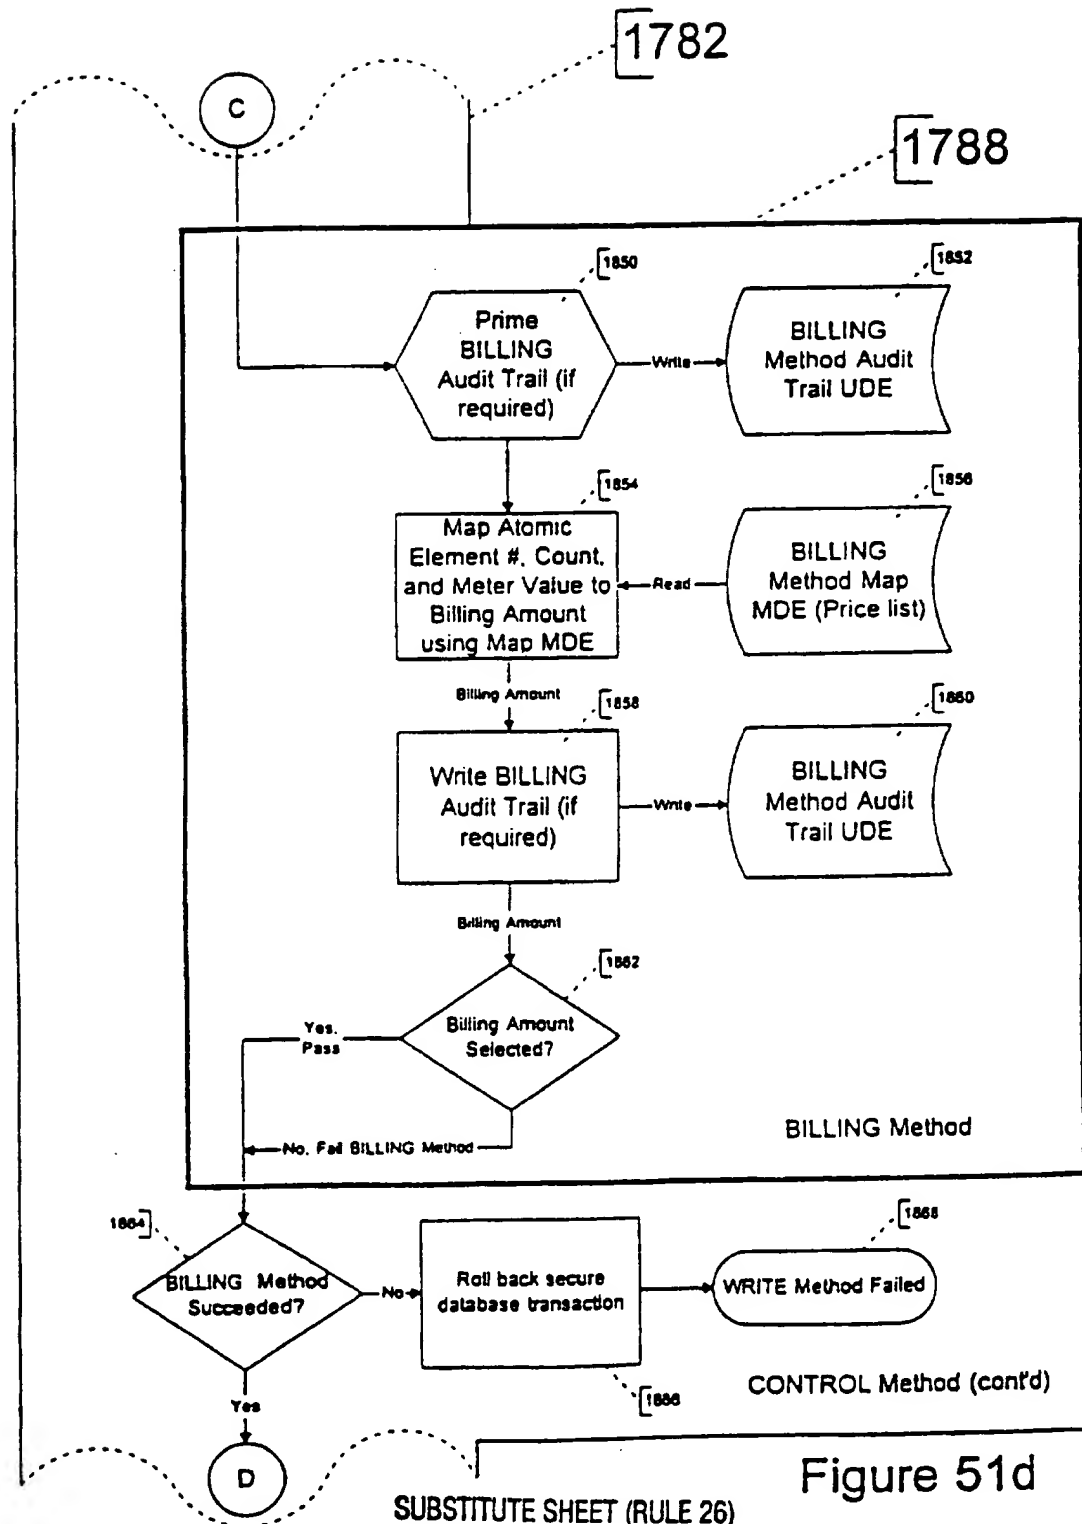 1782
C
1788
1850
1852
Prime
BILLING
Audit Trail (if
required)
Write
BILLING
Method Audit
Trail UDE
1854
1856
Map Atomic
Element #, Count,
and Meter Value to
Billing Amount
using Map MDE
Read
BILLING
Method Map
MDE (Price list)
Billing Amount
1858
1860
Write BILLING
Audit Trail (if
required)
Write
BILLING
Method Audit
Trail UDE
Billing Amount
1862
Yes,
Pass
Billing Amount
Selected?
No, Fail BILLING Method
BILLING Method
1864
1868
BILLING Method
Succeeded?
No
Roll back secure
database transaction
WRITE Method Failed
1866
CONTROL Method (cont'd)
Yes
D
Figure 51d
SUBSTITUTE SHEET (RULE 26)